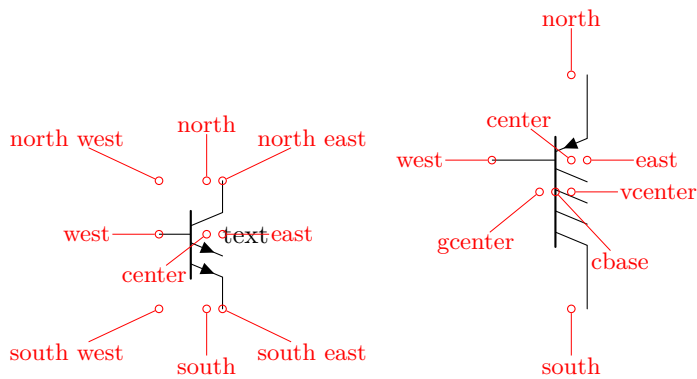 north
center
west
east
vcenter
gcenter
cbase
south
north west
north
north east
west
text
east
center
south west
south
south east